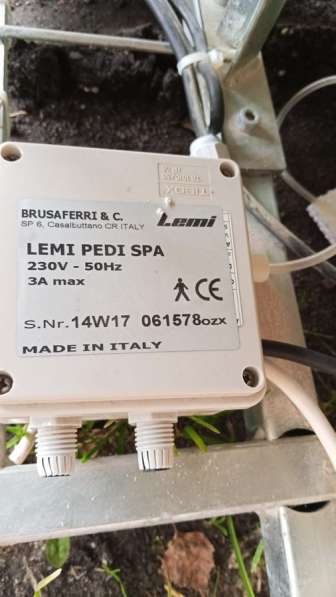 BRUSAFERRI & C.
SP 6, Casalbuttano CR ITALY
Lemi
LEMI PEDI SPA
230V - 50Hz
3A max
CE
S.Nr.14W17 061578ozx
MADE IN ITALY